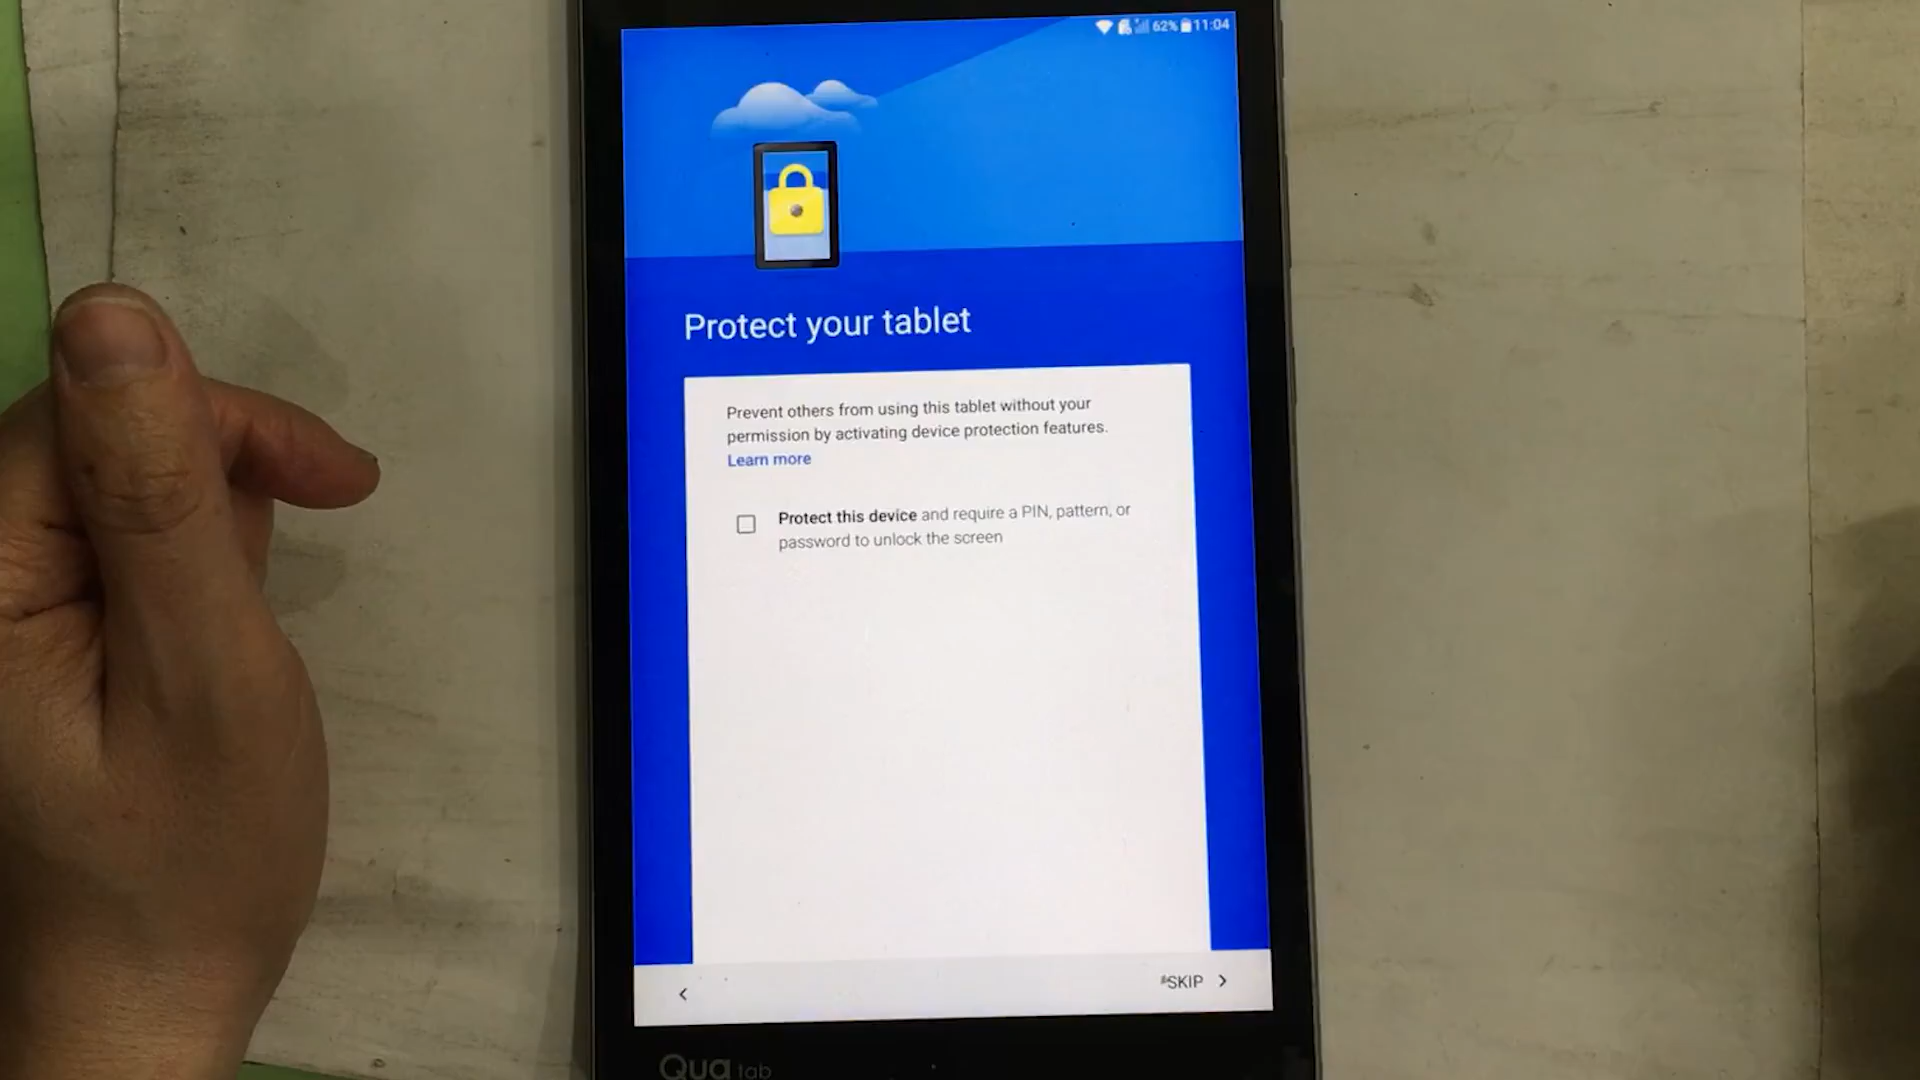 62% 11:04
Protect your tablet
Prevent others from using this tablet without your
permission by activating device protection features.
Learn more
Protect this device and require a PIN, pattern, or
password to unlock the screen
SKIP
Qua tab